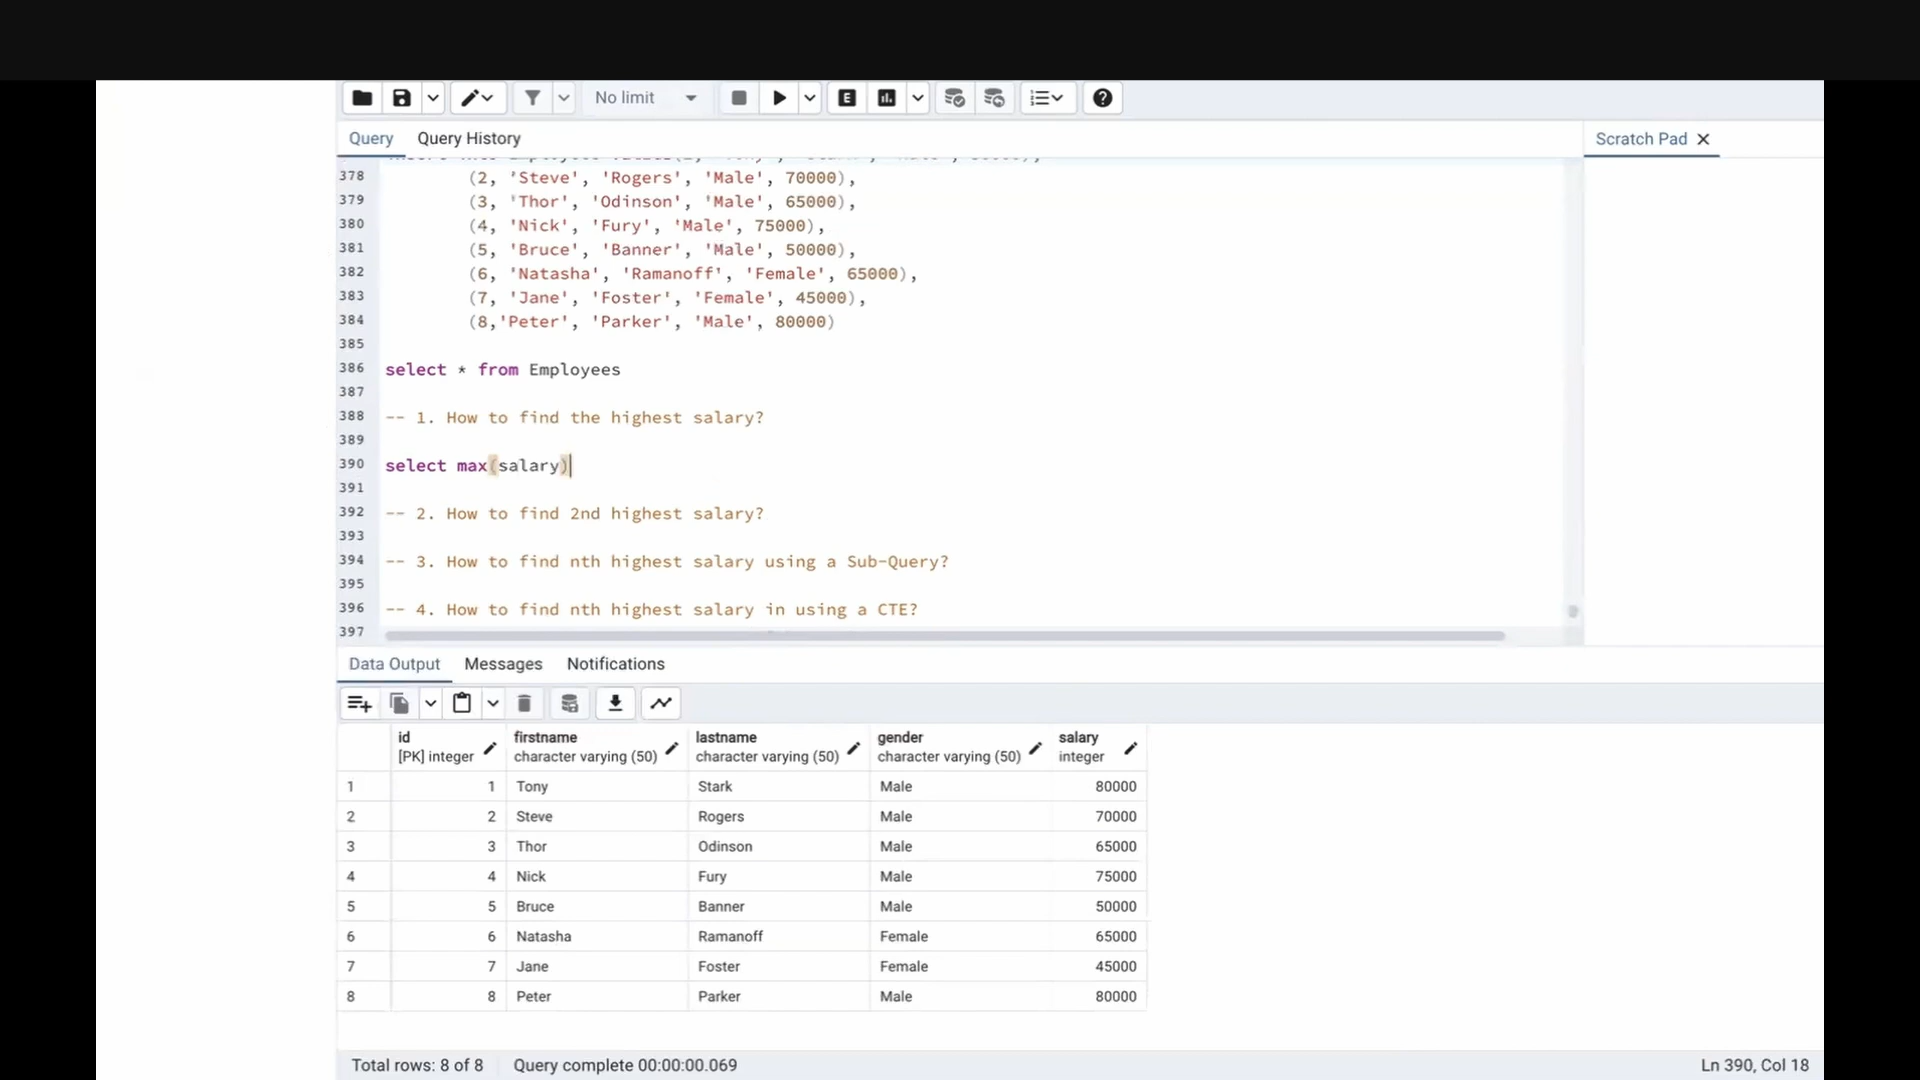 No limit
Query Query History Scratch Pad
378 (2, 'Steve', 'Rogers', 'Male', 70000),
379 (3, 'Thor', 'Odinson', 'Male', 65000),
380 (4, 'Nick', 'Fury', 'Male', 75000),
381 (5, 'Bruce', 'Banner', 'Male', 50000),
382 (6, 'Natasha', 'Ramanoff', 'Female', 65000),
383 (7, 'Jane', 'Foster', 'Female', 45000),
384 (8,'Peter', 'Parker', 'Male', 80000)
385
386 select * from Employees
387
388 -- 1. How to find the highest salary?
389
390 select max(salary)
391
392 -- 2. How to find 2nd highest salary?
393
394 -- 3. How to find nth highest salary using a Sub-Query?
395
396 -- 4. How to find nth highest salary in using a CTE?
397
Data Output Messages Notifications
id firstname lastname gender salary
[PK] integer character varying (50) character varying (50) character varying (50) integer
1 1 Tony Stark Male 80000
2 2 Steve Rogers Male 70000
3 3 Thor Odinson Male 65000
4 4 Nick Fury Male 75000
5 5 Bruce Banner Male 50000
6 6 Natasha Ramanoff Female 65000
7 7 Jane Foster Female 45000
8 8 Peter Parker Male 80000
Total rows: 8 of 8 Query complete 00:00:00.069 Ln 390, Col 18